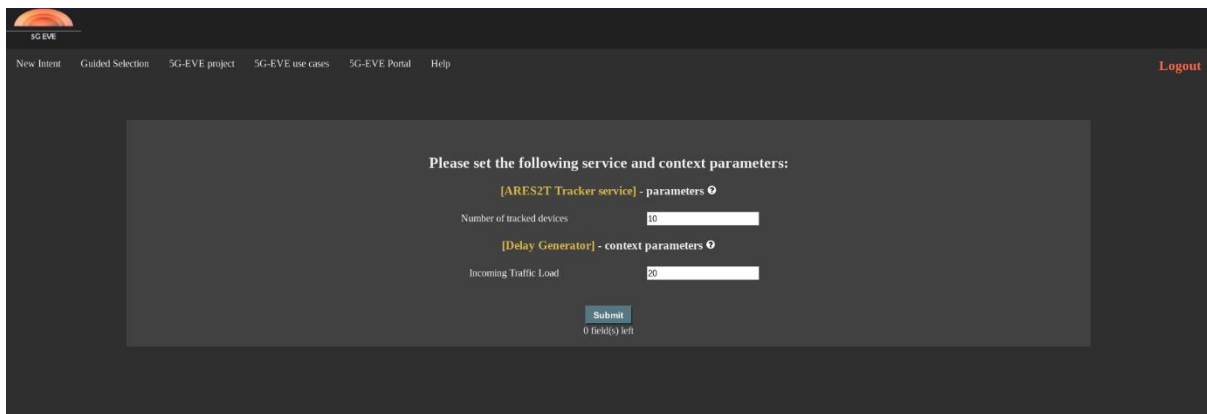 5G EVE
New Intent Guided Selection 5G-EVE project 5G-EVE use cases 5G-EVE Portal Help Logout
Please set the following service and context parameters:
[ARES2T Tracker service] - parameters ?
Number of tracked devices 10
[Delay Generator] - context parameters ?
Incoming Traffic Load 20
Submit
0 field(s) left